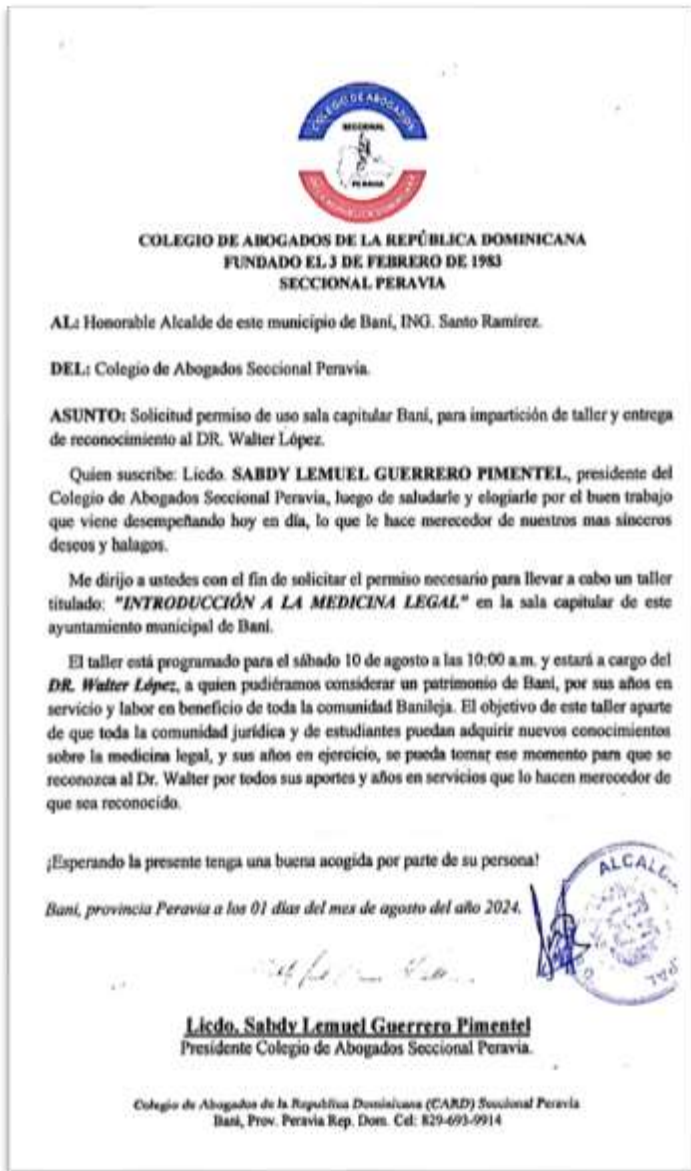 COLEGIO DE ABOGADOS
SECCIONAL
PERAVIA
DE LA REPUBLICA DOMINICANA
COLEGIO DE ABOGADOS DE LA REPÚBLICA DOMINICANA
FUNDADO EL 3 DE FEBRERO DE 1983
SECCIONAL PERAVIA
AL: Honorable Alcalde de este municipio de Baní, ING. Santo Ramírez.
DEL: Colegio de Abogados Seccional Peravia.
ASUNTO: Solicitud permiso de uso sala capitular Baní, para impartición de taller y entrega
de reconocimiento al DR. Walter López.
Quien suscribe: Licdo. SABDY LEMUEL GUERRERO PIMENTEL, presidente del
Colegio de Abogados Seccional Peravia, luego de saludarle y elogiarle por el buen trabajo
que viene desempeñando hoy en día, lo que le hace merecedor de nuestros mas sinceros
deseos y halagos.
Me dirijo a ustedes con el fin de solicitar el permiso necesario para llevar a cabo un taller
titulado: "INTRODUCCIÓN A LA MEDICINA LEGAL" en la sala capitular de este
ayuntamiento municipal de Baní.
El taller está programado para el sábado 10 de agosto a las 10:00 a.m. y estará a cargo del
DR. Walter López, a quien pudiéramos considerar un patrimonio de Baní, por sus años en
servicio y labor en beneficio de toda la comunidad Banileja. El objetivo de este taller aparte
de que toda la comunidad jurídica y de estudiantes puedan adquirir nuevos conocimientos
sobre la medicina legal, y sus años en ejercicio, se pueda tomar ese momento para que se
reconozca al Dr. Walter por todos sus aportes y años en servicios que lo hacen merecedor de
que sea reconocido.
¡Esperando la presente tenga una buena acogida por parte de su persona!
Baní, provincia Peravia a los 01 días del mes de agosto del año 2024.
ALCAL
PAL
Licdo. Sabdy Lemuel Guerrero Pimentel
Presidente Colegio de Abogados Seccional Peravia.
Colegio de Abogados de la Republica Dominicana (CARD) Seccional Peravia
Baní, Prov. Peravia Rep. Dom. Cel: 829-693-9914